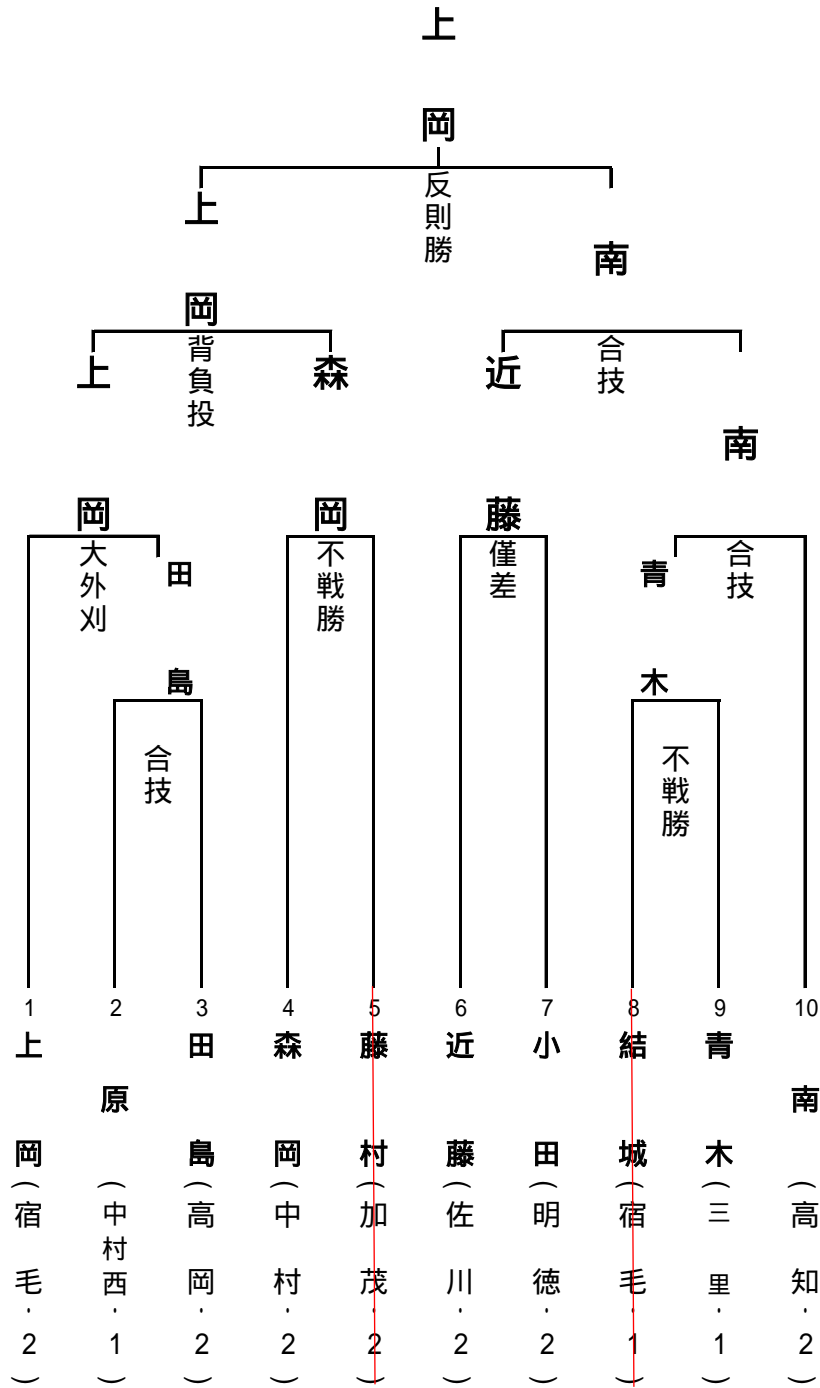 上岡
反則勝
上岡
南
背負投
合技
上岡
森岡
近藤
南
大外刈
不戦勝
僅差
合技
田島
青木
合技
不戦勝
1
2
3
4
5
6
7
8
9
10
上岡(宿毛・2)
原(中村西・1)
田島(高岡・2)
森岡(中村・2)
藤村(加茂・2)
近藤(佐川・2)
小田(明徳・2)
結城(宿毛・1)
青木(三里・1)
南(高知・2)